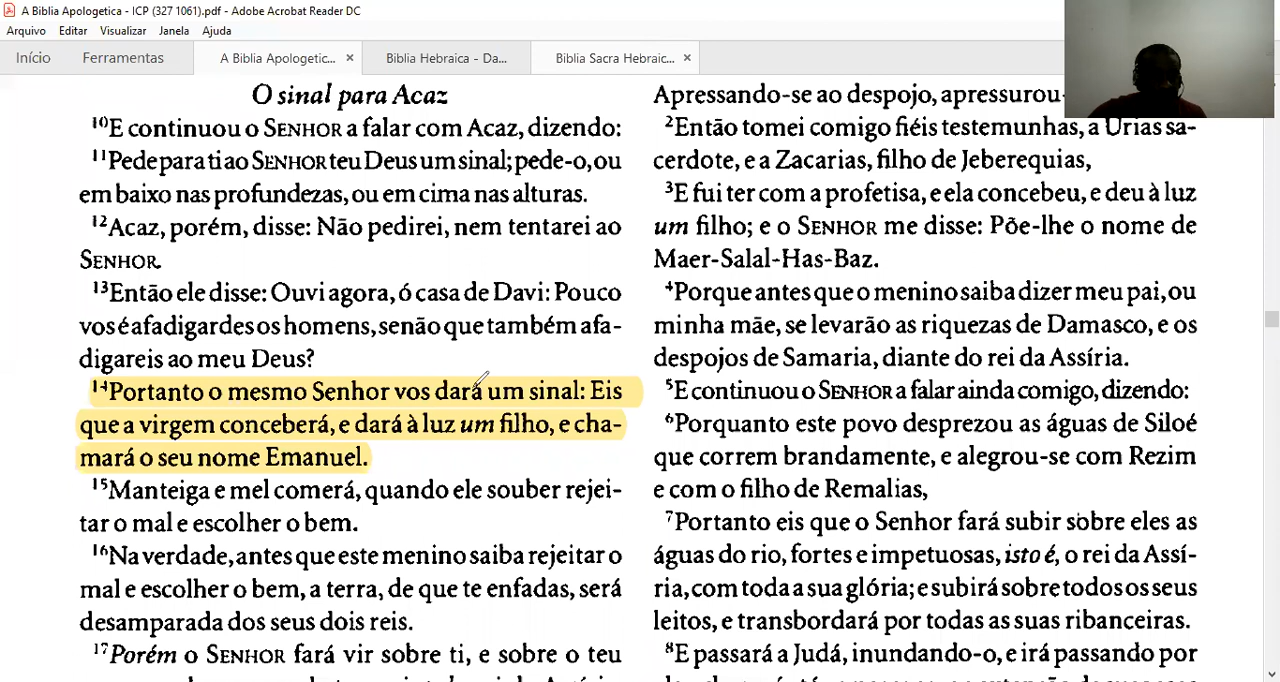 A Biblia Apologetica - ICP (327 1061).pdf - Adobe Acrobat Reader DC
Arquivo Editar Visualizar Janela Ajuda
Início Ferramentas A Biblia Apologetic... × Biblia Hebraica - Da... Biblia Sacra Hebraic... ×
O sinal para Acaz
¹⁰E continuou o SENHOR a falar com Acaz, dizendo:
¹¹Pede para ti ao SENHOR teu Deus um sinal; pede-o, ou
em baixo nas profundezas, ou em cima nas alturas.
¹²Acaz, porém, disse: Não pedirei, nem tentarei ao
SENHOR.
¹³Então ele disse: Ouvi agora, ó casa de Davi: Pouco
vos é afadigardes os homens, senão que também afa-
digareis ao meu Deus?
¹⁴Portanto o mesmo Senhor vos dará um sinal: Eis
que a virgem conceberá, e dará à luz um filho, e cha-
mará o seu nome Emanuel.
¹⁵Manteiga e mel comerá, quando ele souber rejei-
tar o mal e escolher o bem.
¹⁶Na verdade, antes que este menino saiba rejeitar o
mal e escolher o bem, a terra, de que te enfadas, será
desamparada dos seus dois reis.
¹⁷Porém o SENHOR fará vir sobre ti, e sobre o teu
Apressando-se ao despojo, apressurou-
²Então tomei comigo fiéis testemunhas, a Urias sa-
cerdote, e a Zacarias, filho de Jeberequias,
³E fui ter com a profetisa, e ela concebeu, e deu à luz
um filho; e o SENHOR me disse: Põe-lhe o nome de
Maer-Salal-Has-Baz.
⁴Porque antes que o menino saiba dizer meu pai, ou
minha mãe, se levarão as riquezas de Damasco, e os
despojos de Samaria, diante do rei da Assíria.
⁵E continuou o SENHOR a falar ainda comigo, dizendo:
⁶Porquanto este povo desprezou as águas de Siloé
que correm brandamente, e alegrou-se com Rezim
e com o filho de Remalias,
⁷Portanto eis que o Senhor fará subir sobre eles as
águas do rio, fortes e impetuosas, isto é, o rei da Assí-
ria, com toda a sua glória; e subirá sobre todos os seus
leitos, e transbordará por todas as suas ribanceiras.
⁸E passará a Judá, inundando-o, e irá passando por